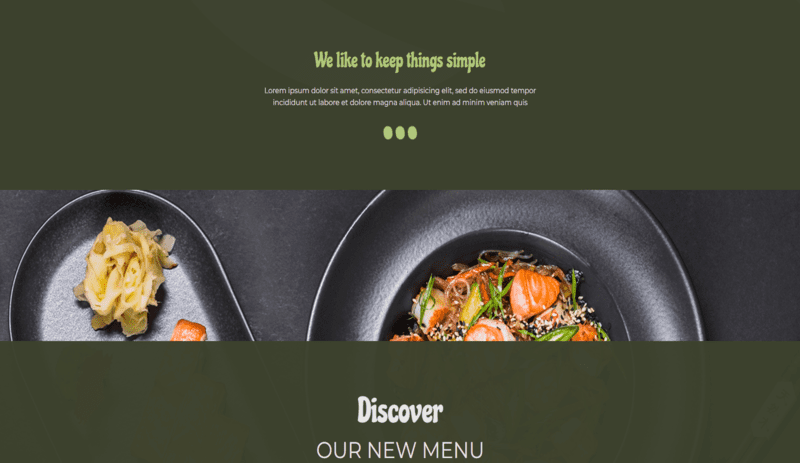 We like to keep things simple
Lorem ipsum dolor sit amet, consectetur adipisicing elit, sed do eiusmod tempor
incididunt ut labore et dolore magna aliqua. Ut enim ad minim veniam quis
Discover
OUR NEW MENU